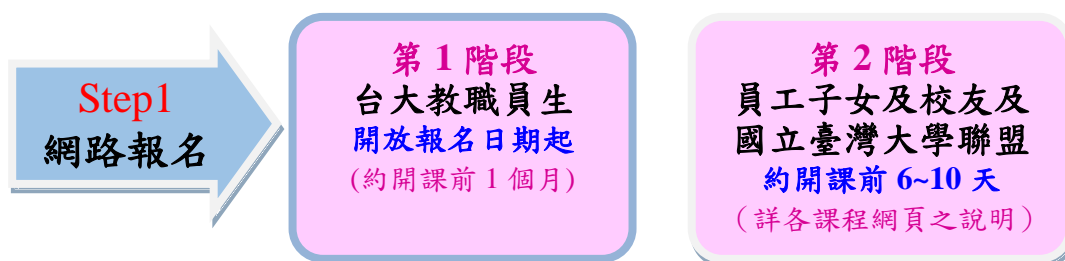 Step1
網路報名
第 1 階段
台大教職員生
開放報名日期起
(約開課前 1 個月)
第 2 階段
員工子女及校友及
國立臺灣大學聯盟
約開課前 6~10 天
（詳各課程網頁之說明）